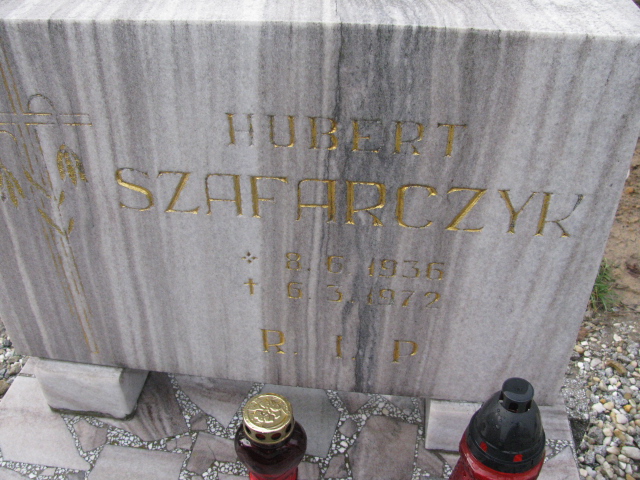 HUBERT
SZAFARCZYK
8. 6. 1936
6. 3. 1972
R. I. P